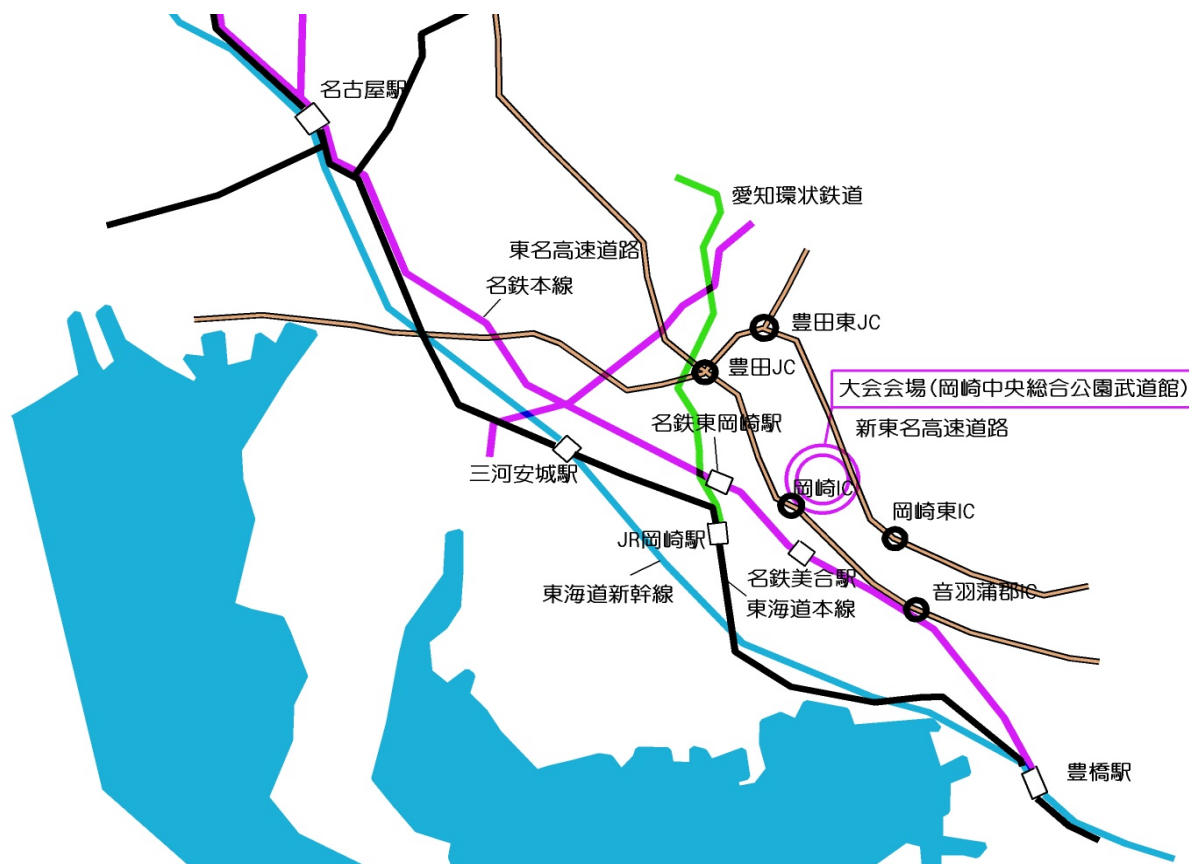 名古屋駅
愛知環状鉄道
東名高速道路
名鉄本線
豊田東JC
豊田JC
大会会場(岡崎中央総合公園武道館)
名鉄東岡崎駅
新東名高速道路
三河安城駅
岡崎IC
岡崎東IC
JR岡崎駅
名鉄美合駅
東海道新幹線
東海道本線
音羽蒲郡IC
豊橋駅